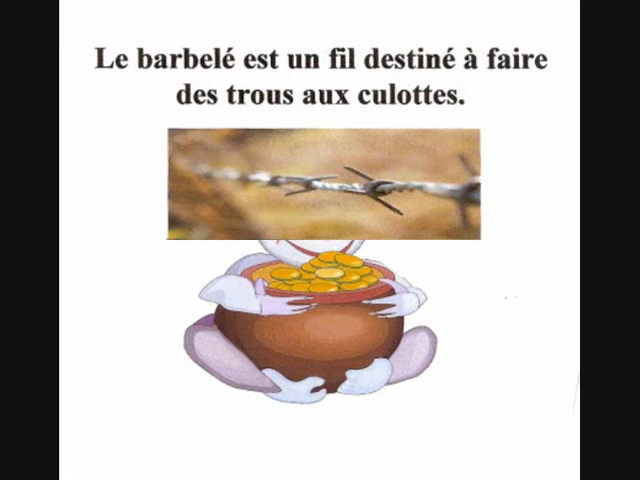 Le barbelé est un fil destiné à faire
des trous aux culottes.